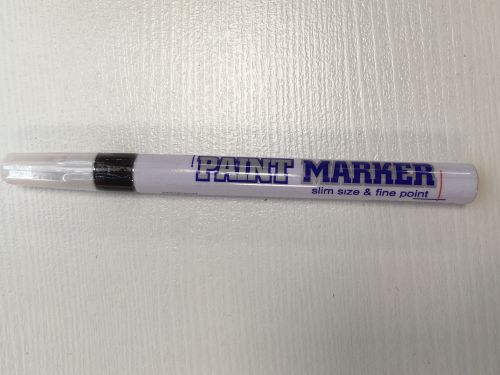 PAINT MARKER
slim size & fine point